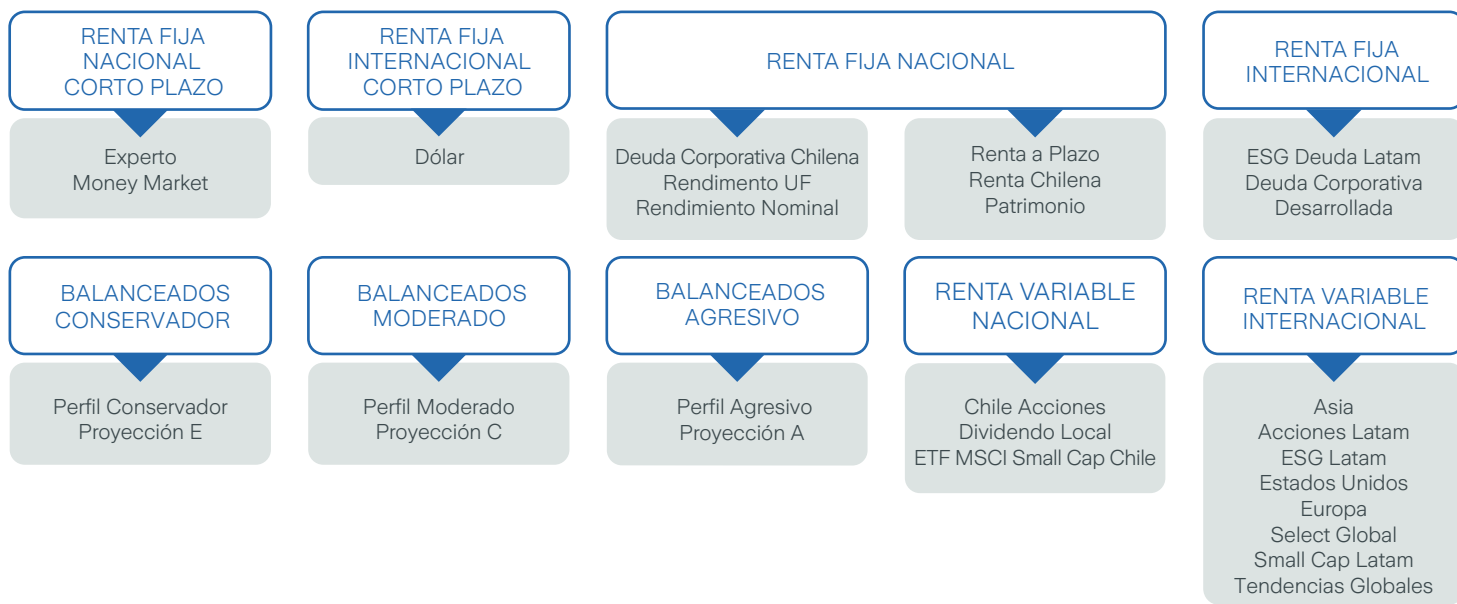 RENTA FIJA
NACIONAL
CORTO PLAZO
Experto
Money Market
RENTA FIJA
INTERNACIONAL
CORTO PLAZO
Dólar
RENTA FIJA NACIONAL
Deuda Corporativa Chilena
Rendimento UF
Rendimiento Nominal
Renta a Plazo
Renta Chilena
Patrimonio
RENTA FIJA
INTERNACIONAL
ESG Deuda Latam
Deuda Corporativa
Desarrollada
BALANCEADOS
CONSERVADOR
Perfil Conservador
Proyección E
BALANCEADOS
MODERADO
Perfil Moderado
Proyección C
BALANCEADOS
AGRESIVO
Perfil Agresivo
Proyección A
RENTA VARIABLE
NACIONAL
Chile Acciones
Dividendo Local
ETF MSCI Small Cap Chile
RENTA VARIABLE
INTERNACIONAL
Asia
Acciones Latam
ESG Latam
Estados Unidos
Europa
Select Global
Small Cap Latam
Tendencias Globales